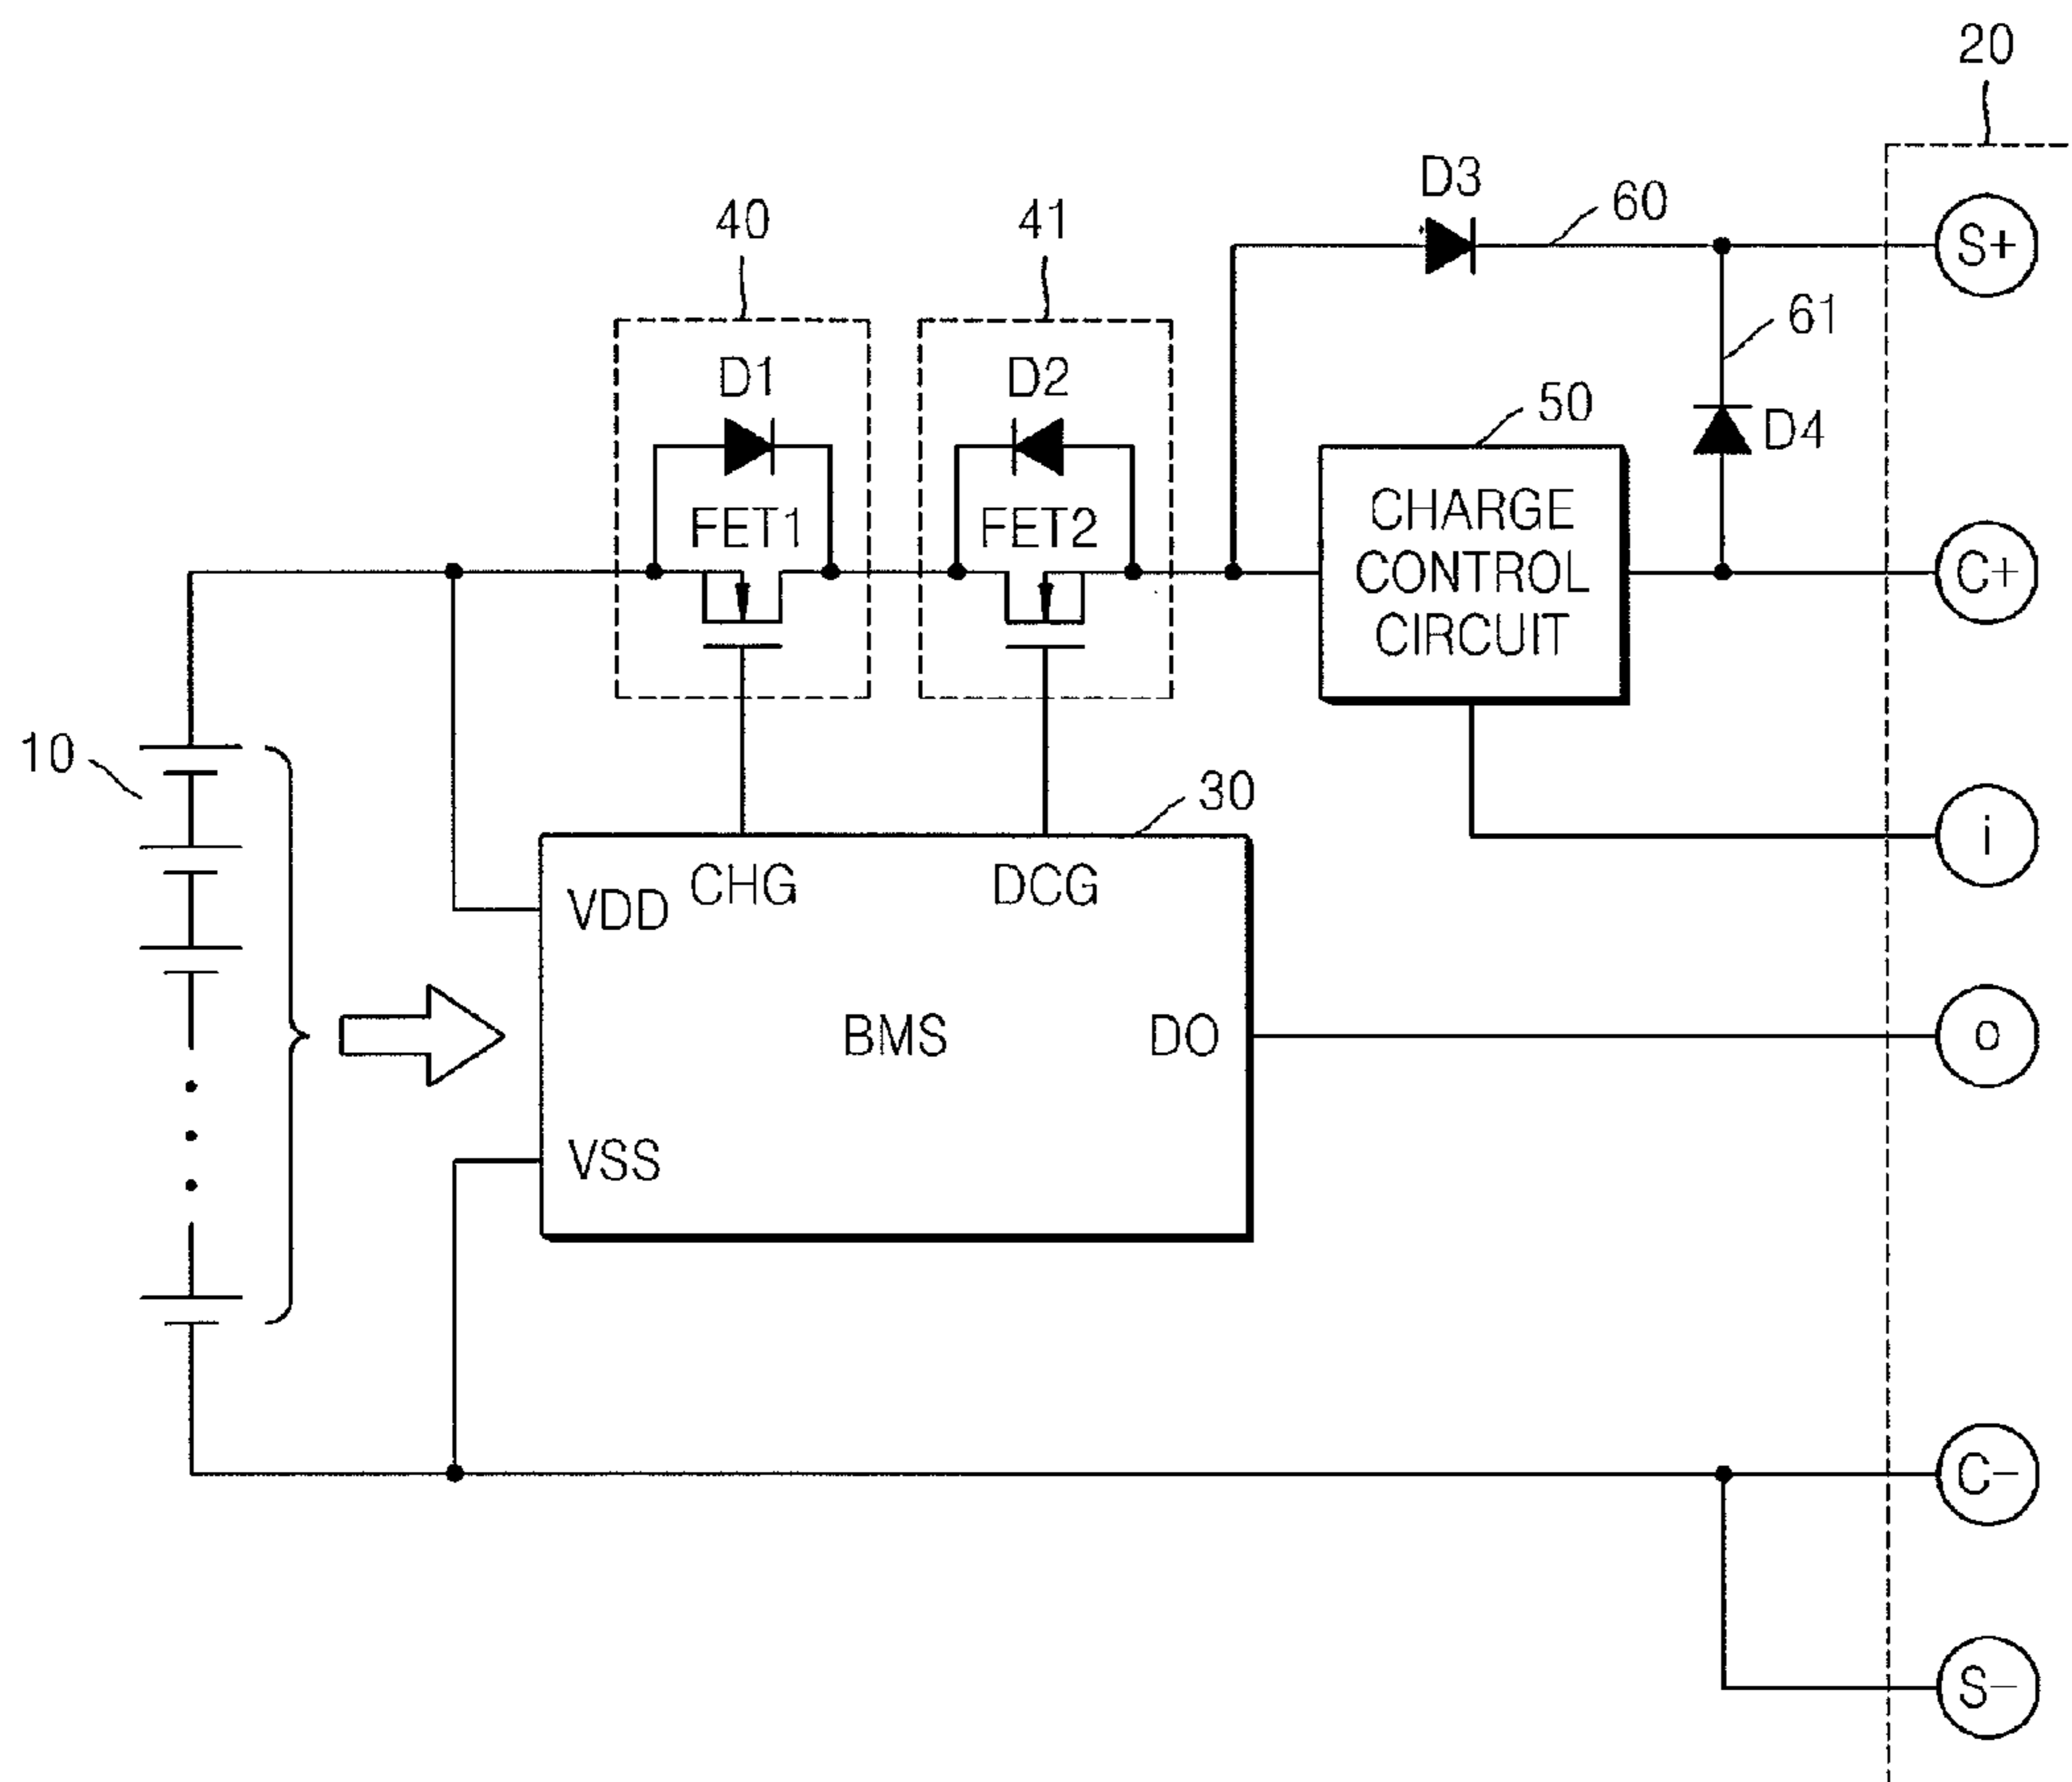 20
D3
60
S+
40
41
61
D1
D2
50
D4
FET1
FET2
CHARGE
CONTROL
CIRCUIT
C+
10
30
i
CHG
DCG
VDD
BMS
DO
o
VSS
C−
S−